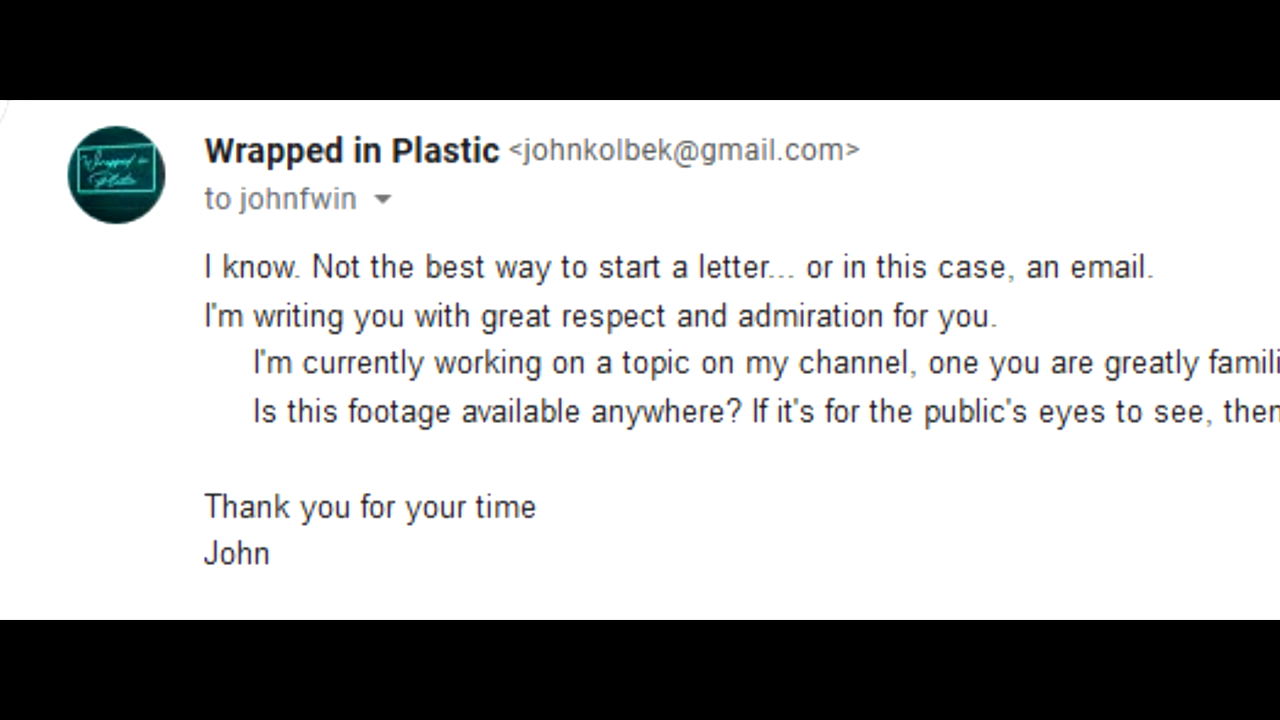 Wrapped in Plastic
Wrapped in Plastic <johnkolbek@gmail.com>
to johnfwin
I know. Not the best way to start a letter... or in this case, an email.
I'm writing you with great respect and admiration for you.
I'm currently working on a topic on my channel, one you are greatly famili
Is this footage available anywhere? If it's for the public's eyes to see, then
Thank you for your time
John